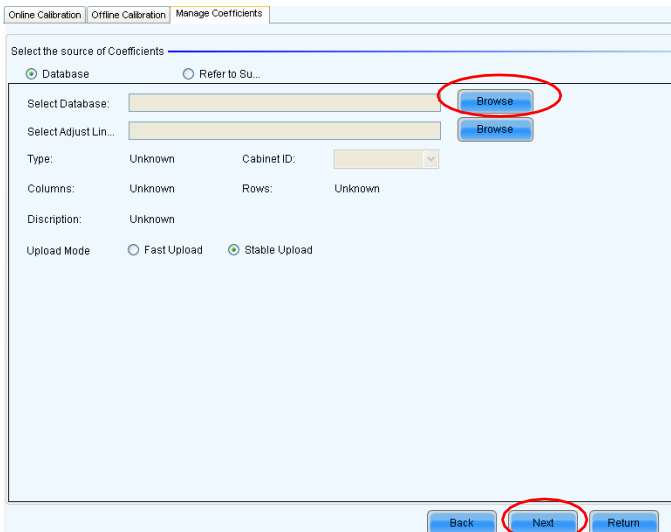 Online Calibration Offline Calibration Manage Coefficients
Select the source of Coefficients
Database Refer to Su...
Select Database: Browse
Select Adjust Lin... Browse
Type: Unknown Cabinet ID:
Columns: Unknown Rows: Unknown
Discription: Unknown
Upload Mode Fast Upload Stable Upload
Back Next Return